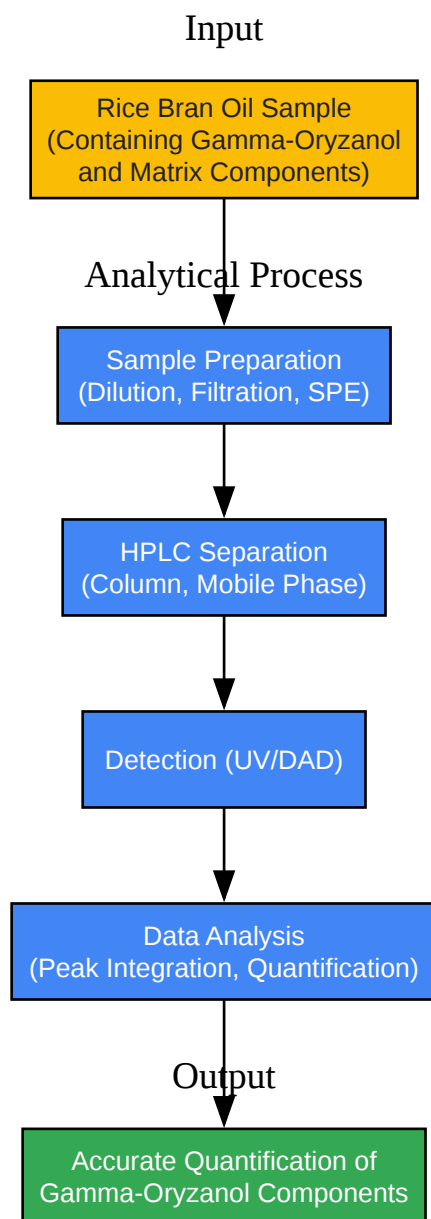 Input
Rice Bran Oil Sample
(Containing Gamma-Oryzanol
and Matrix Components)
Analytical Process
Sample Preparation
(Dilution, Filtration, SPE)
HPLC Separation
(Column, Mobile Phase)
Detection (UV/DAD)
Data Analysis
(Peak Integration, Quantification)
Output
Accurate Quantification of
Gamma-Oryzanol Components